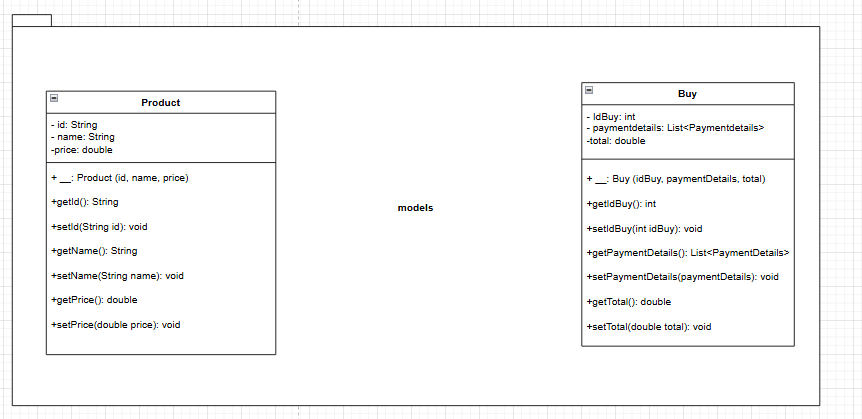 Product
- id: String
- name: String
-price: double
+ __: Product (id, name, price)
+getId(): String
+setId(String id): void
+getName(): String
+setName(String name): void
+getPrice(): double
+setPrice(double price): void
models
Buy
- IdBuy: int
- paymentdetails: List<Paymentdetails>
-total: double
+ __: Buy (idBuy, paymentDetails, total)
+getIdBuy(): int
+setIdBuy(int idBuy): void
+getPaymentDetails(): List<PaymentDetails>
+setPaymentDetails(paymentDetails): void
+getTotal(): double
+setTotal(double total): void